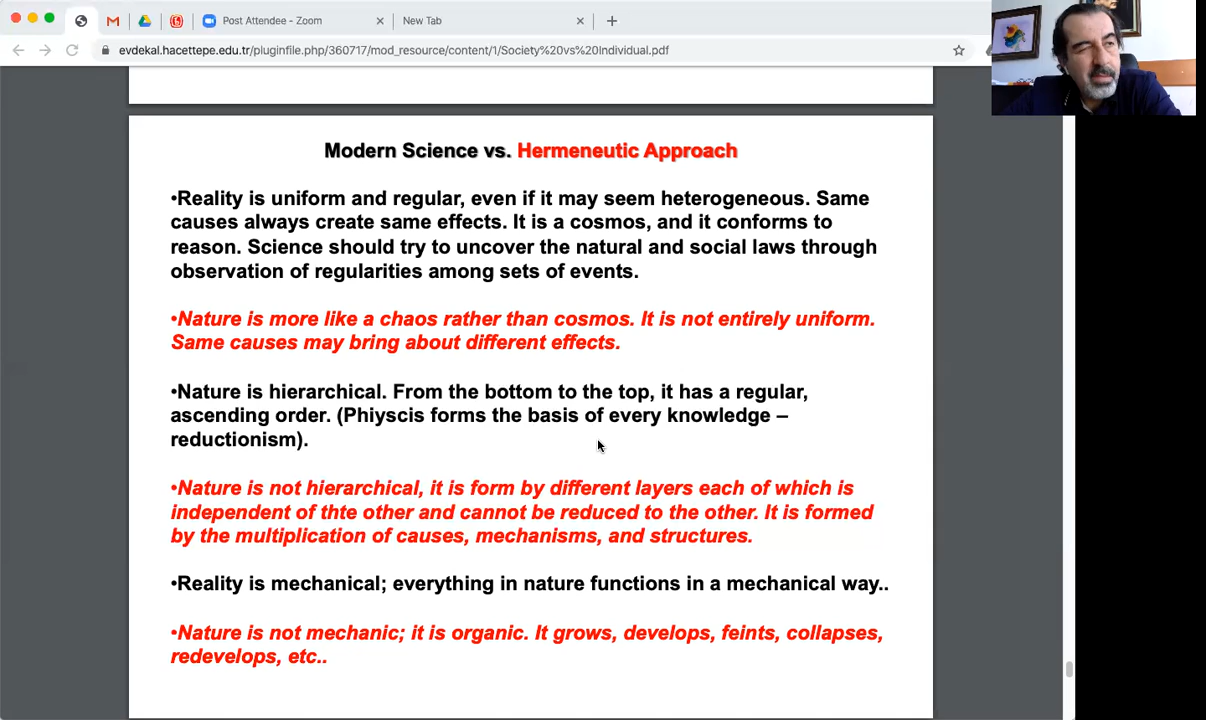 Post Attendee - Zoom
New Tab
evdekal.hacettepe.edu.tr/pluginfile.php/360717/mod_resource/content/1/Society%20vs%20Individual.pdf
Modern Science vs. Hermeneutic Approach
•Reality is uniform and regular, even if it may seem heterogeneous. Same
causes always create same effects. It is a cosmos, and it conforms to
reason. Science should try to uncover the natural and social laws through
observation of regularities among sets of events.
•Nature is more like a chaos rather than cosmos. It is not entirely uniform.
Same causes may bring about different effects.
•Nature is hierarchical. From the bottom to the top, it has a regular,
ascending order. (Phiyscis forms the basis of every knowledge –
reductionism).
•Nature is not hierarchical, it is form by different layers each of which is
independent of thte other and cannot be reduced to the other. It is formed
by the multiplication of causes, mechanisms, and structures.
•Reality is mechanical; everything in nature functions in a mechanical way..
•Nature is not mechanic; it is organic. It grows, develops, feints, collapses,
redevelops, etc..